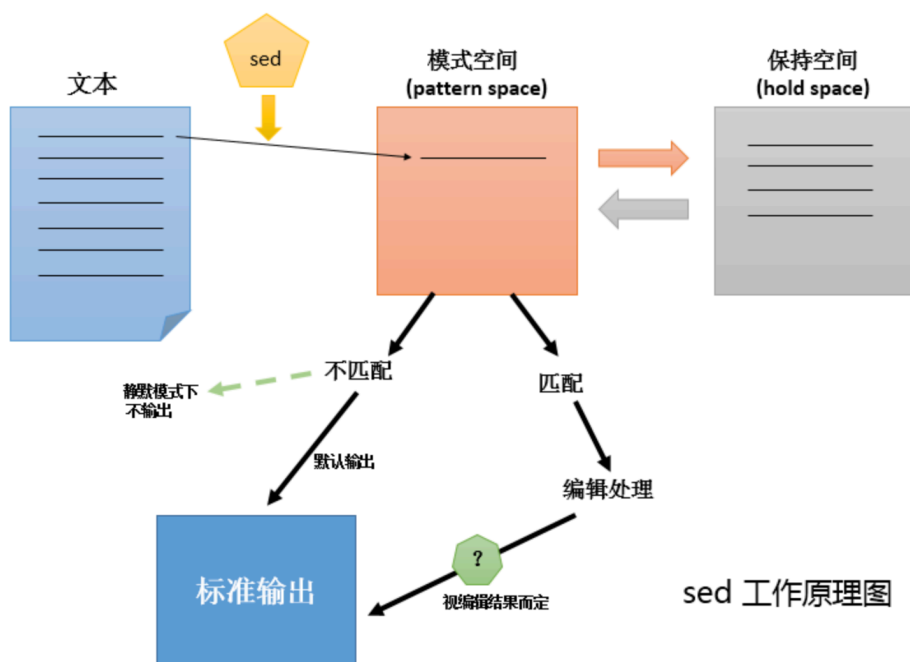 sed
文本
模式空间
(pattern space)
保持空间
(hold space)
不匹配
匹配
静默模式下
不输出
默认输出
编辑处理
标准输出
?
视编辑结果而定
sed 工作原理图